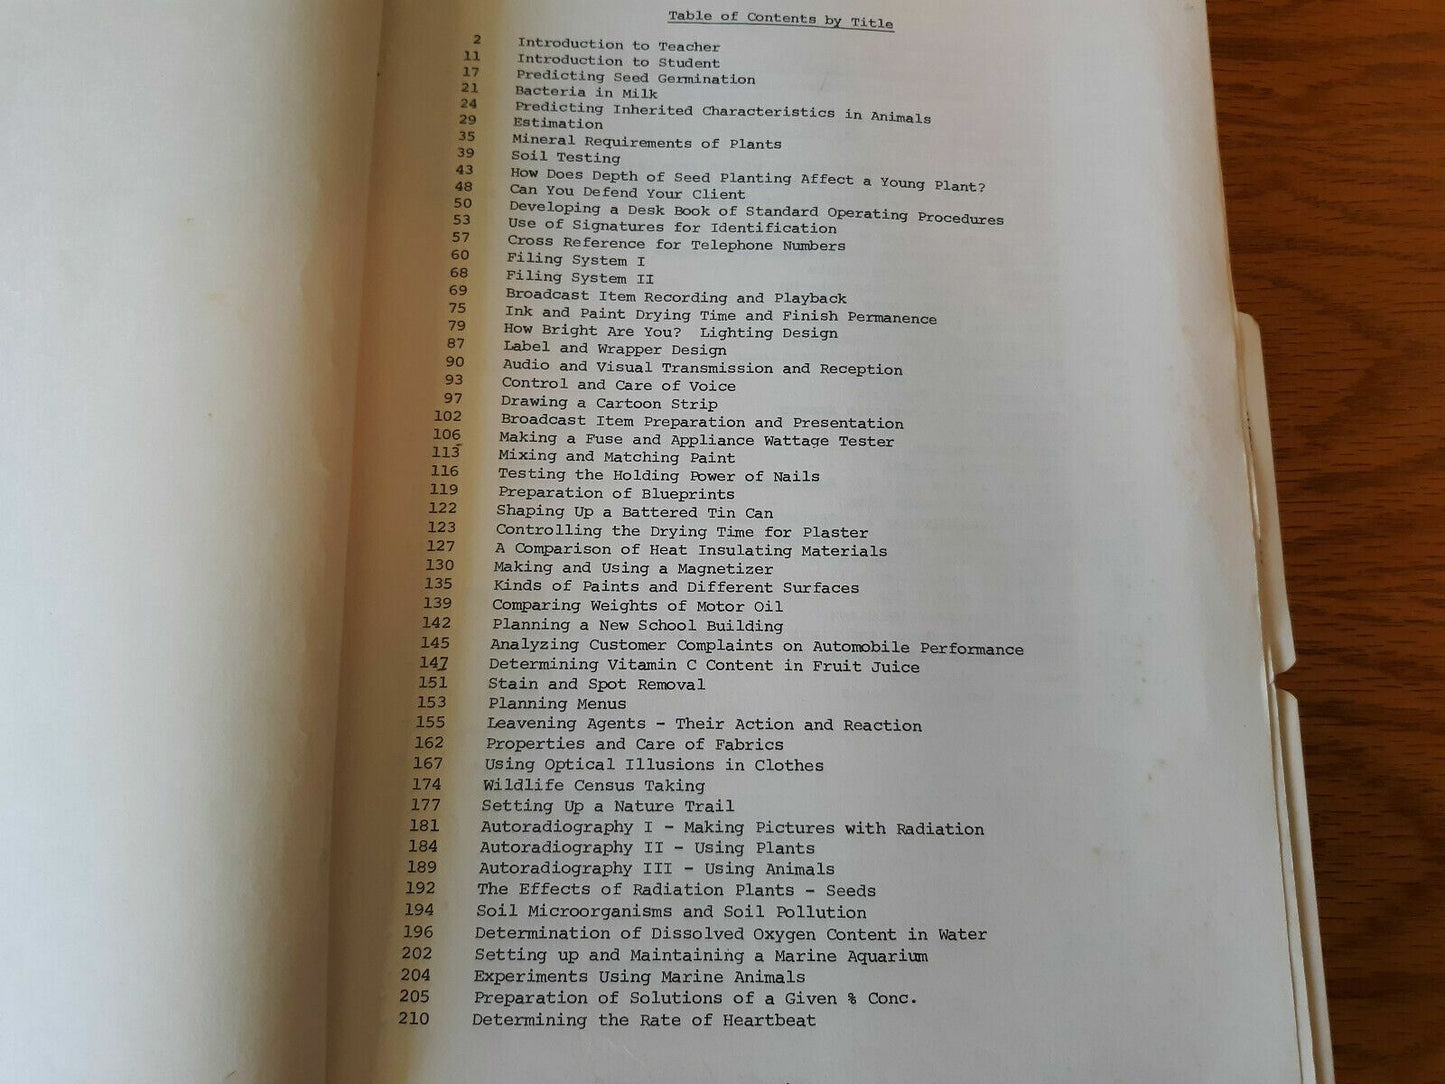 Table of Contents by Title
2 Introduction to Teacher
11 Introduction to Student
17 Predicting Seed Germination
21 Bacteria in Milk
24 Predicting Inherited Characteristics in Animals
29 Estimation
35 Mineral Requirements of Plants
39 Soil Testing
43 How Does Depth of Seed Planting Affect a Young Plant?
48 Can You Defend Your Client
50 Developing a Desk Book of Standard Operating Procedures
53 Use of Signatures for Identification
57 Cross Reference for Telephone Numbers
60 Filing System I
68 Filing System II
69 Broadcast Item Recording and Playback
75 Ink and Paint Drying Time and Finish Permanence
79 How Bright Are You?  Lighting Design
87 Label and Wrapper Design
90 Audio and Visual Transmission and Reception
93 Control and Care of Voice
97 Drawing a Cartoon Strip
102 Broadcast Item Preparation and Presentation
106 Making a Fuse and Appliance Wattage Tester
113 Mixing and Matching Paint
116 Testing the Holding Power of Nails
119 Preparation of Blueprints
122 Shaping Up a Battered Tin Can
123 Controlling the Drying Time for Plaster
127 A Comparison of Heat Insulating Materials
130 Making and Using a Magnetizer
135 Kinds of Paints and Different Surfaces
139 Comparing Weights of Motor Oil
142 Planning a New School Building
145 Analyzing Customer Complaints on Automobile Performance
147 Determining Vitamin C Content in Fruit Juice
151 Stain and Spot Removal
153 Planning Menus
155 Leavening Agents - Their Action and Reaction
162 Properties and Care of Fabrics
167 Using Optical Illusions in Clothes
174 Wildlife Census Taking
177 Setting Up a Nature Trail
181 Autoradiography I - Making Pictures with Radiation
184 Autoradiography II - Using Plants
189 Autoradiography III - Using Animals
192 The Effects of Radiation Plants - Seeds
194 Soil Microorganisms and Soil Pollution
196 Determination of Dissolved Oxygen Content in Water
202 Setting up and Maintaining a Marine Aquarium
204 Experiments Using Marine Animals
205 Preparation of Solutions of a Given % Conc.
210 Determining the Rate of Heartbeat